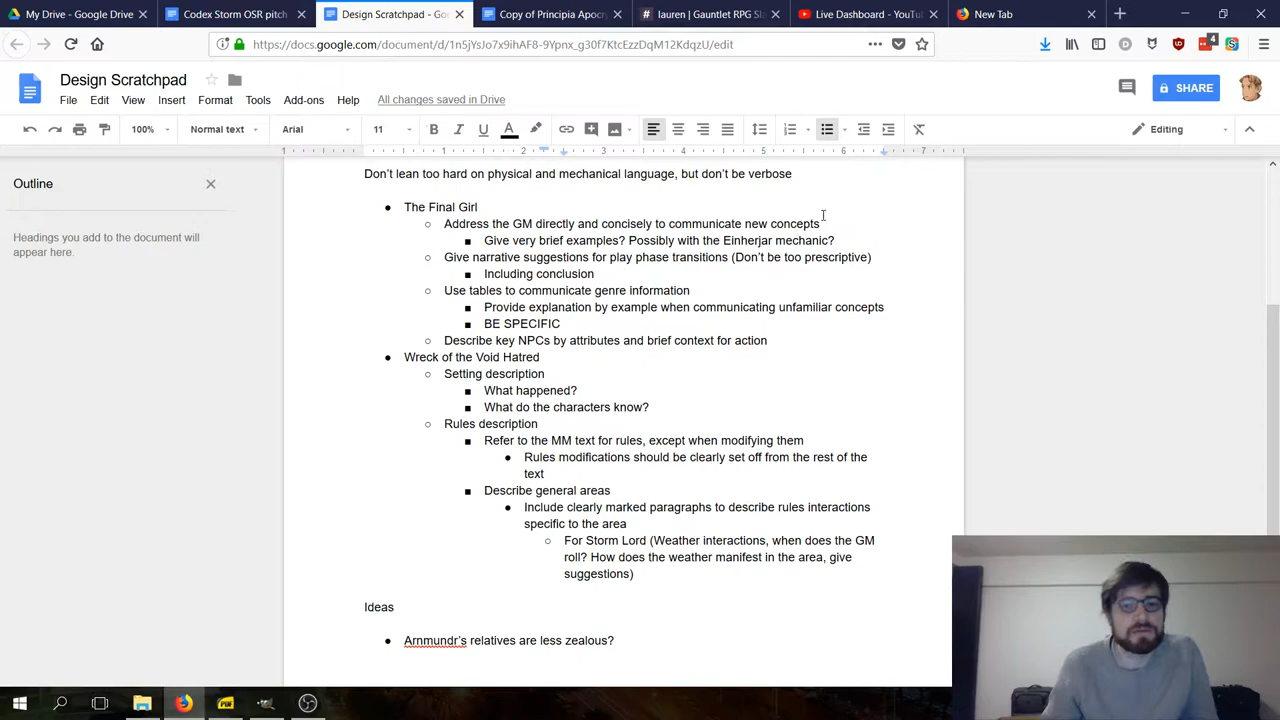 My Drive - Google Drive
Codex Storm OSR pitch
Design Scratchpad - Go
Copy of Principia Apocr
lauren | Gauntlet RPG Sl
Live Dashboard - YouTu
New Tab
https://docs.google.com/document/d/1n5jYsJo7x9ihAF8-9Ypnx_g30f7KtcEzzDqM12KdqzU/edit
4
Design Scratchpad
File Edit View Insert Format Tools Add-ons Help All changes saved in Drive
SHARE
100% Normal text Arial 11 Editing
1 1 2 3 4 5 6 7
Outline
Headings you add to the document will
appear here.
Don't lean too hard on physical and mechanical language, but don't be verbose
The Final Girl
Address the GM directly and concisely to communicate new concepts
Give very brief examples? Possibly with the Einherjar mechanic?
Give narrative suggestions for play phase transitions (Don't be too prescriptive)
Including conclusion
Use tables to communicate genre information
Provide explanation by example when communicating unfamiliar concepts
BE SPECIFIC
Describe key NPCs by attributes and brief context for action
Wreck of the Void Hatred
Setting description
What happened?
What do the characters know?
Rules description
Refer to the MM text for rules, except when modifying them
Rules modifications should be clearly set off from the rest of the
text
Describe general areas
Include clearly marked paragraphs to describe rules interactions
specific to the area
For Storm Lord (Weather interactions, when does the GM
roll? How does the weather manifest in the area, give
suggestions)
Ideas
Arnmundr's relatives are less zealous?